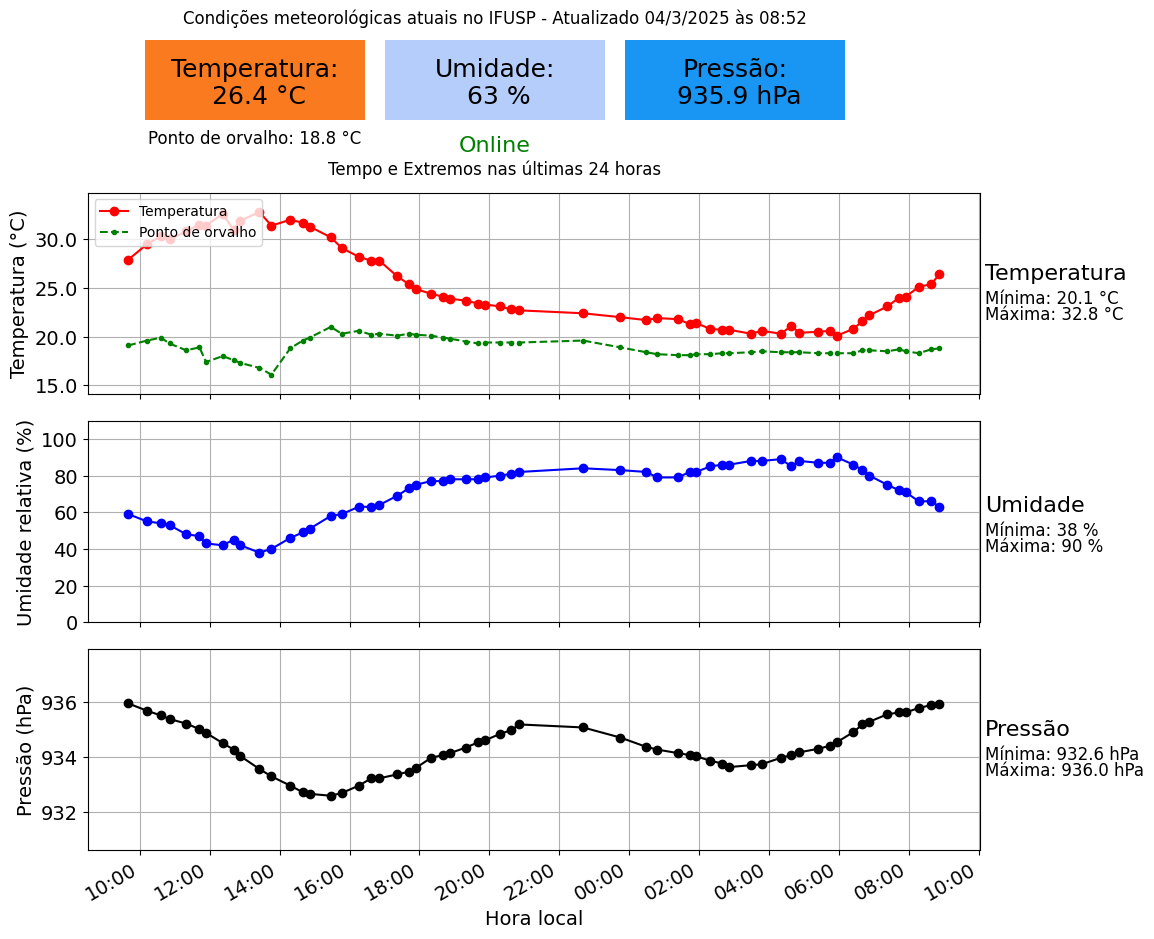 Condições meteorológicas atuais no IFUSP - Atualizado 04/3/2025 às 08:52
Temperatura:
26.4 °C
Umidade:
63 %
Pressão:
935.9 hPa
Ponto de orvalho: 18.8 °C
Online
Tempo e Extremos nas últimas 24 horas
Temperatura (°C)
30.0
25.0
20.0
15.0
Temperatura
Ponto de orvalho
Temperatura
Mínima: 20.1 °C
Máxima: 32.8 °C
Umidade relativa (%)
100
80
60
40
20
0
Umidade
Mínima: 38 %
Máxima: 90 %
Pressão (hPa)
936
934
932
Pressão
Mínima: 932.6 hPa
Máxima: 936.0 hPa
10:00 12:00 14:00 16:00 18:00 20:00 22:00 00:00 02:00 04:00 06:00 08:00 10:00
Hora local